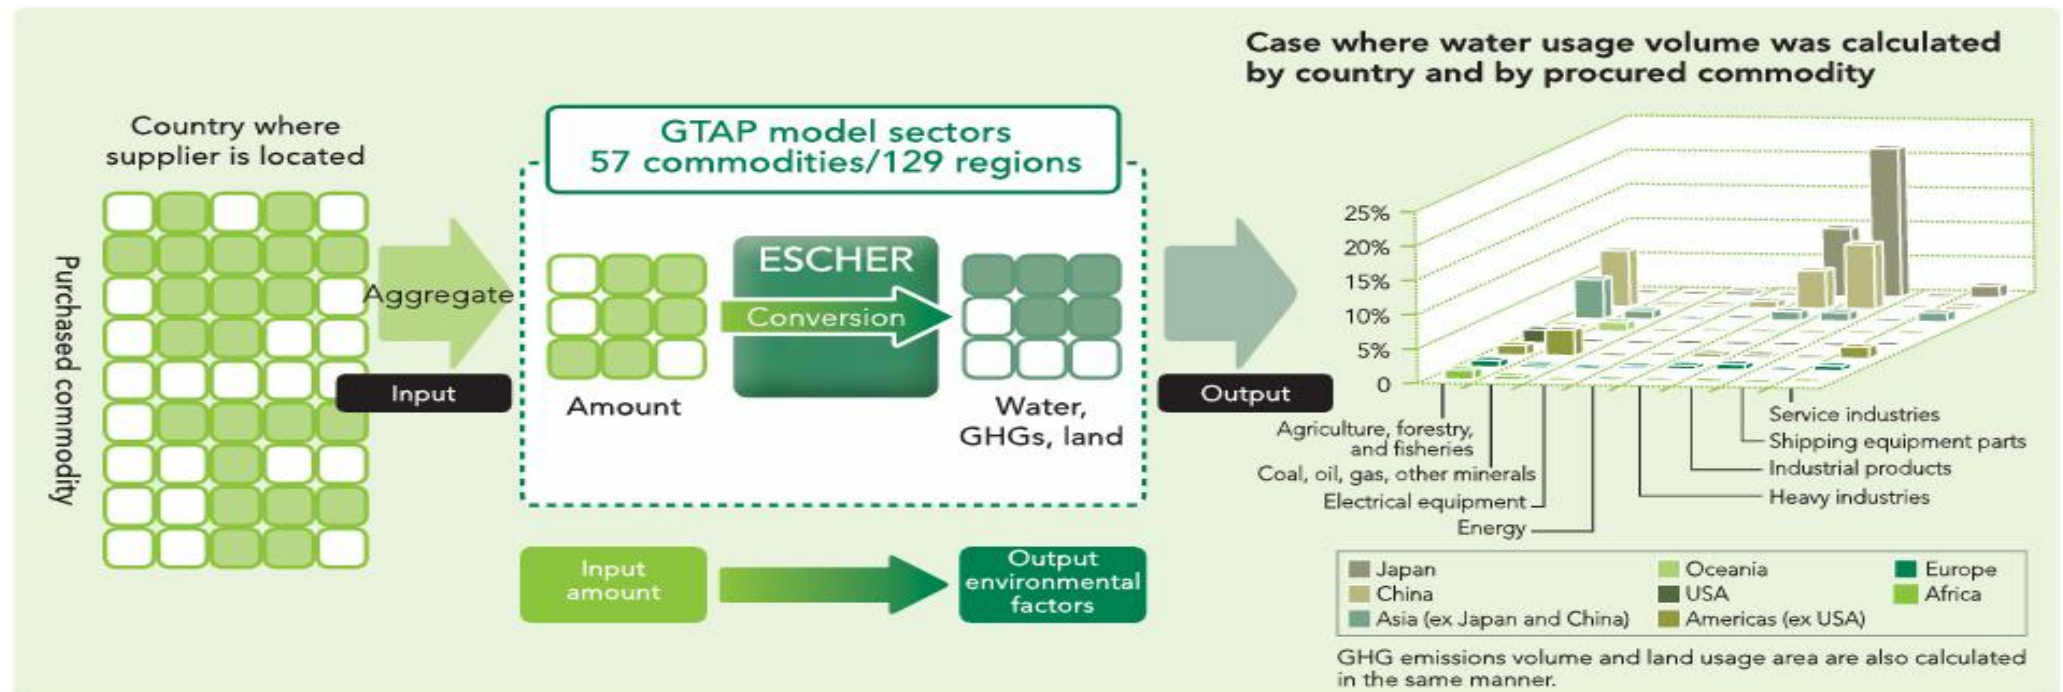 Case where water usage volume was calculated
by country and by procured commodity
Country where
supplier is located
Purchased commodity
Aggregate
Input
GTAP model sectors
57 commodities/129 regions
ESCHER
Conversion
Amount
Water,
GHGs, land
Input
amount
Output
environmental
factors
Output
25%
20%
15%
10%
5%
0
Agriculture, forestry,
and fisheries
Coal, oil, gas, other minerals
Electrical equipment
Energy
Service industries
Shipping equipment parts
Industrial products
Heavy industries
Japan
China
Asia (ex Japan and China)
Oceania
USA
Americas (ex USA)
Europe
Africa
GHG emissions volume and land usage area are also calculated
in the same manner.